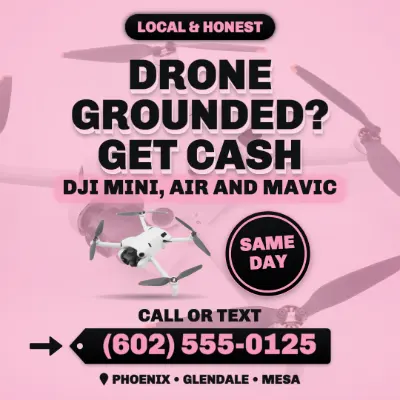 LOCAL & HONEST
DRONE
GROUNDED?
GET CASH
DJI MINI, AIR AND MAVIC
SAME
DAY
CALL OR TEXT
(602) 555-0125
PHOENIX • GLENDALE • MESA